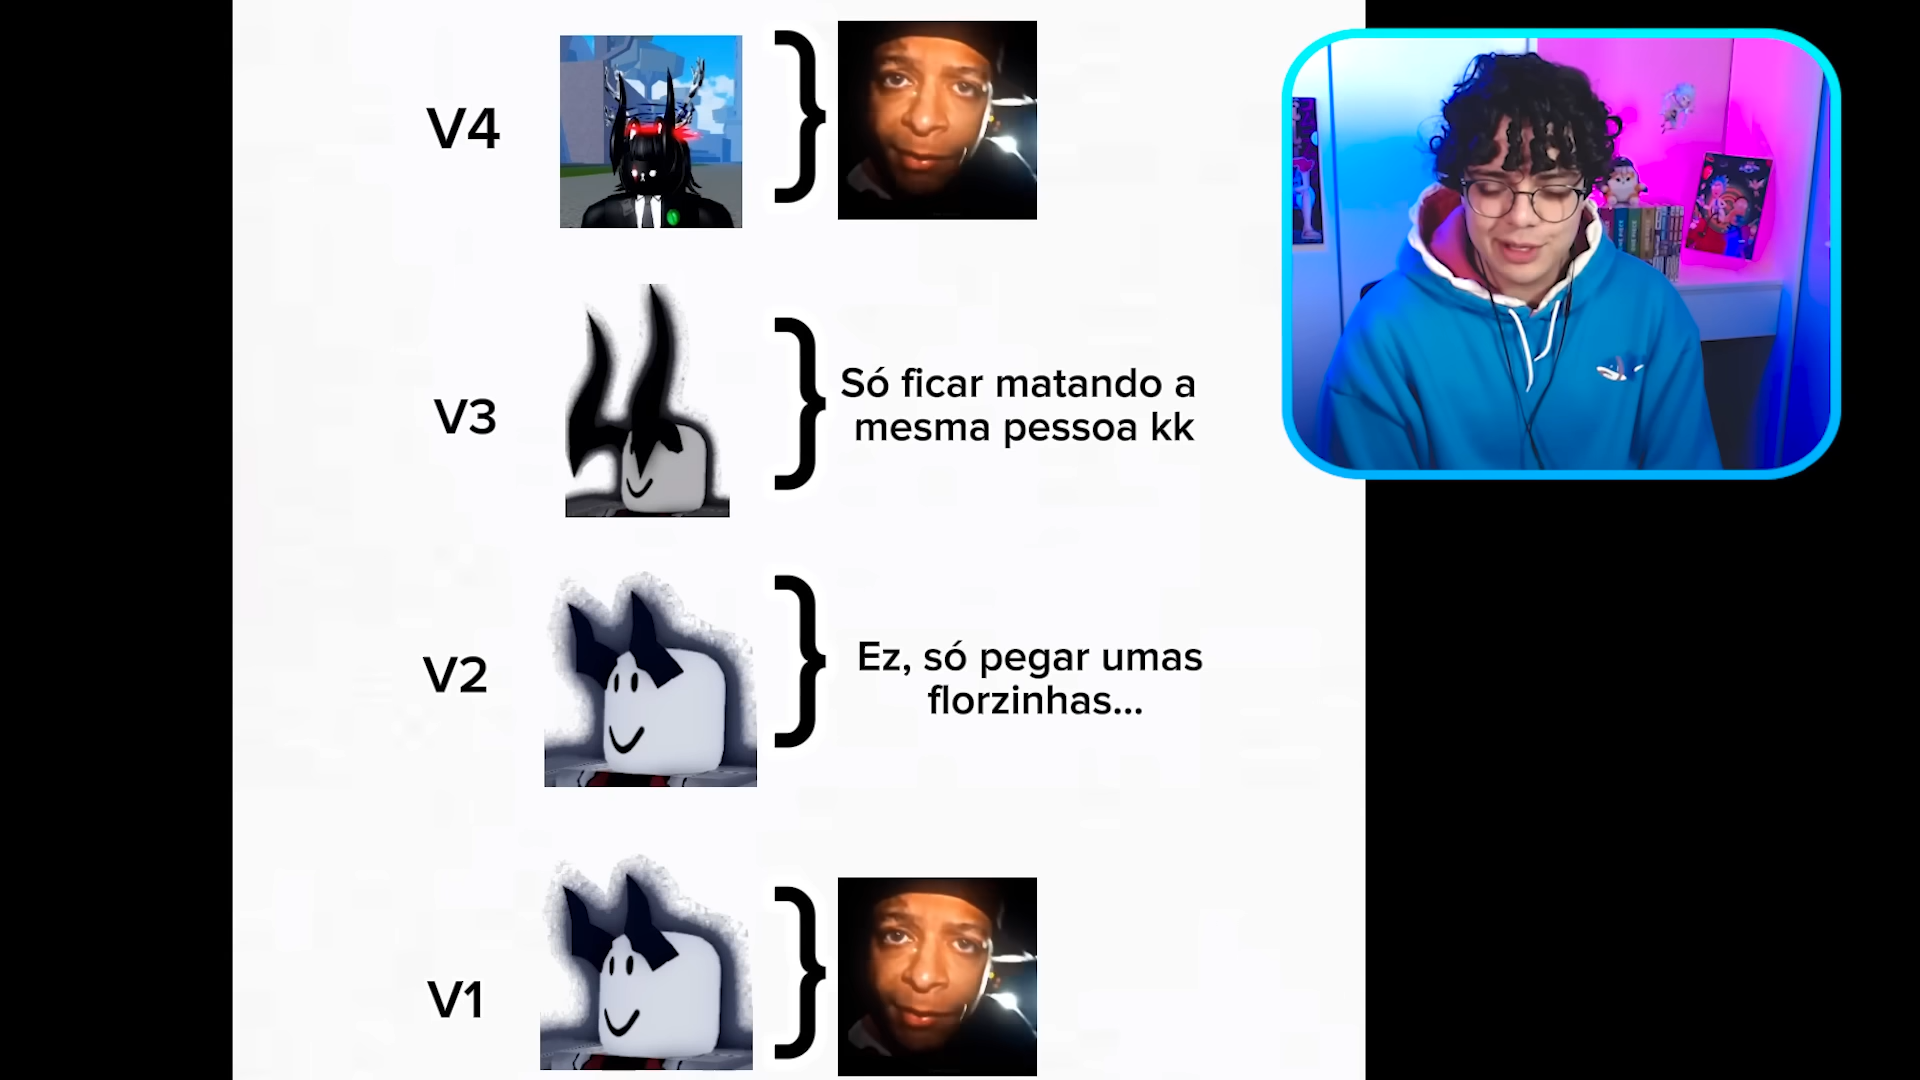 V4
V3
Só ficar matando a
mesma pessoa kk
V2
Ez, só pegar umas
florzinhas...
V1